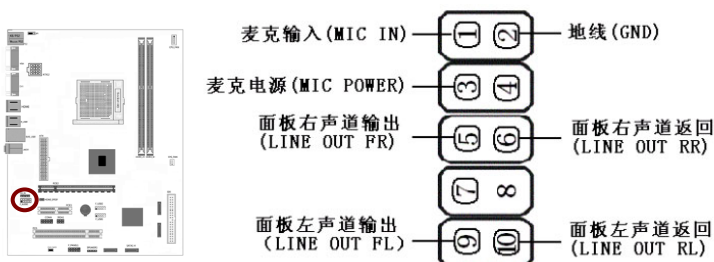 麦克输入(MIC IN)
① ②
地线(GND)
麦克电源(MIC POWER)
③ ④
面板右声道输出
(LINE OUT FR)
⑤ ⑥
面板右声道返回
(LINE OUT RR)
⑦ 8
面板左声道输出
(LINE OUT FL)
⑨ ⑩
面板左声道返回
(LINE OUT RL)